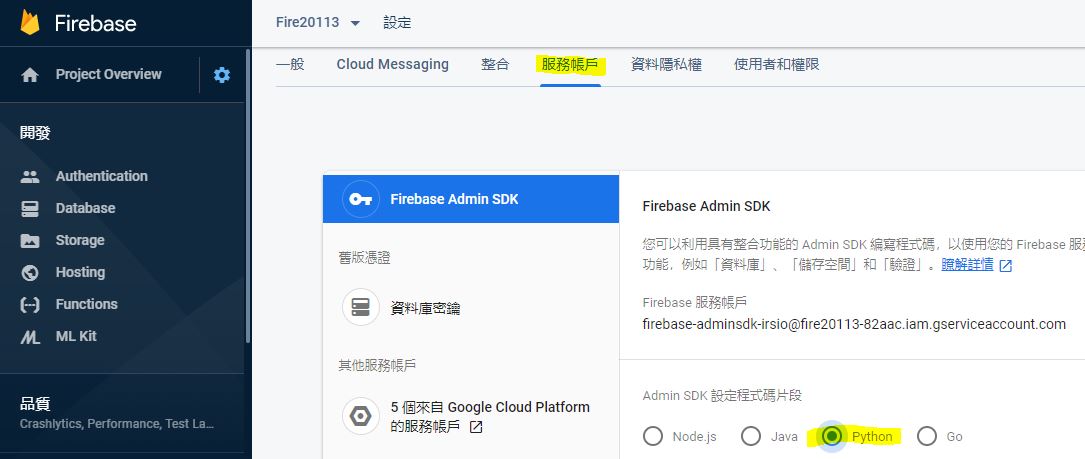 Firebase
Project Overview
開發
Authentication
Database
Storage
Hosting
Functions
ML Kit
品質
Crashlytics, Performance, Test La...
Fire20113 設定
一般 Cloud Messaging 整合 服務帳戶 資料隱私權 使用者和權限
Firebase Admin SDK
舊版憑證
資料庫密鑰
其他服務帳戶
5 個來自 Google Cloud Platform
的服務帳戶
Firebase Admin SDK
您可以利用具有整合功能的 Admin SDK 編寫程式碼，以使用您的 Firebase 服
功能，例如「資料庫」、「儲存空間」和「驗證」。瞭解詳情
Firebase 服務帳戶
firebase-adminsdk-irsio@fire20113-82aac.iam.gserviceaccount.com
Admin SDK 設定程式碼片段
Node.js Java Python Go